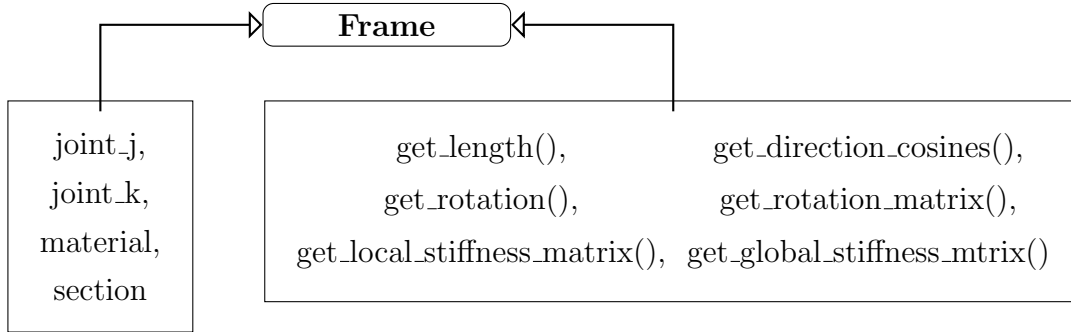 Frame
joint_j,
joint_k,
material,
section
get_length(), get_direction_cosines(),
get_rotation(), get_rotation_matrix(),
get_local_stiffness_matrix(), get_global_stiffness_mtrix()